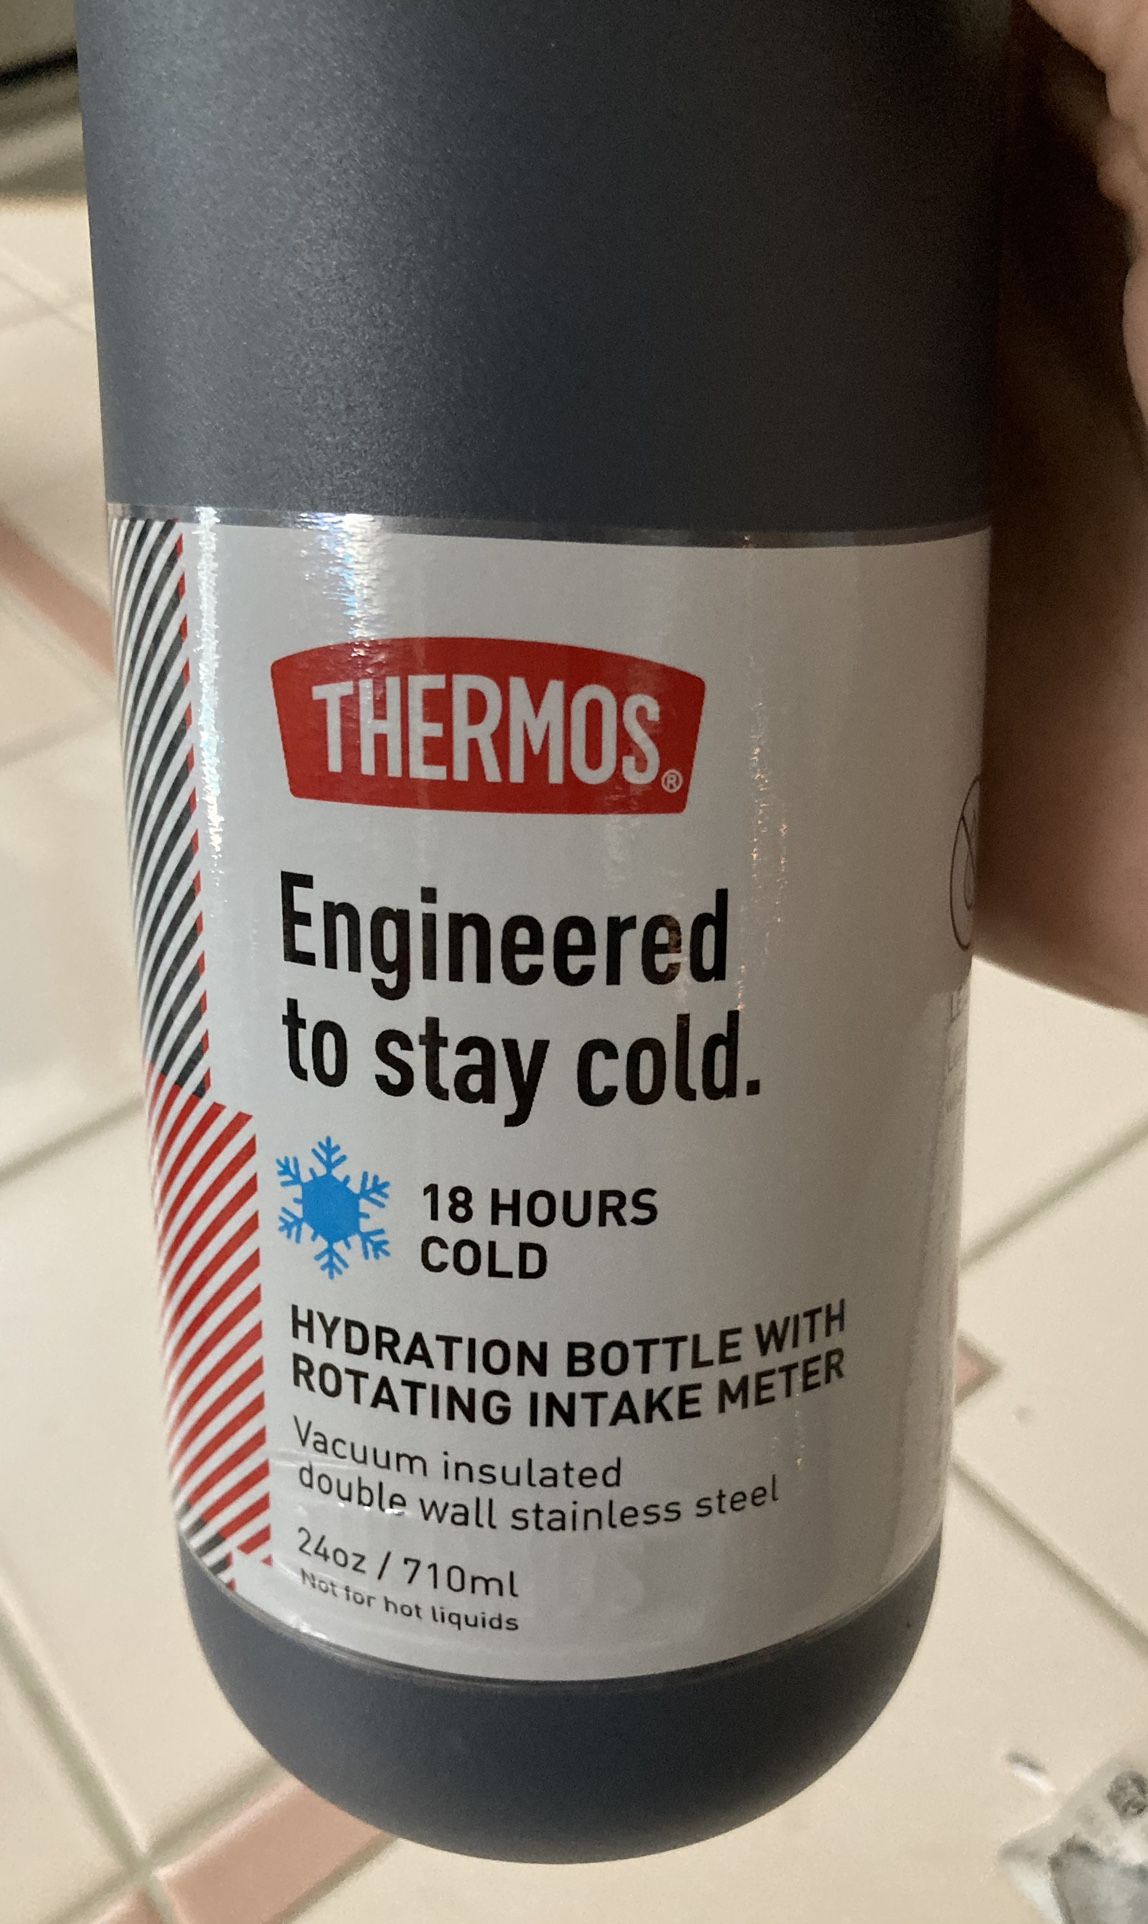 THERMOS®
Engineered
to stay cold.
18 HOURS
COLD
HYDRATION BOTTLE WITH
ROTATING INTAKE METER
Vacuum insulated
double wall stainless steel
24oz / 710ml
Not for hot liquids